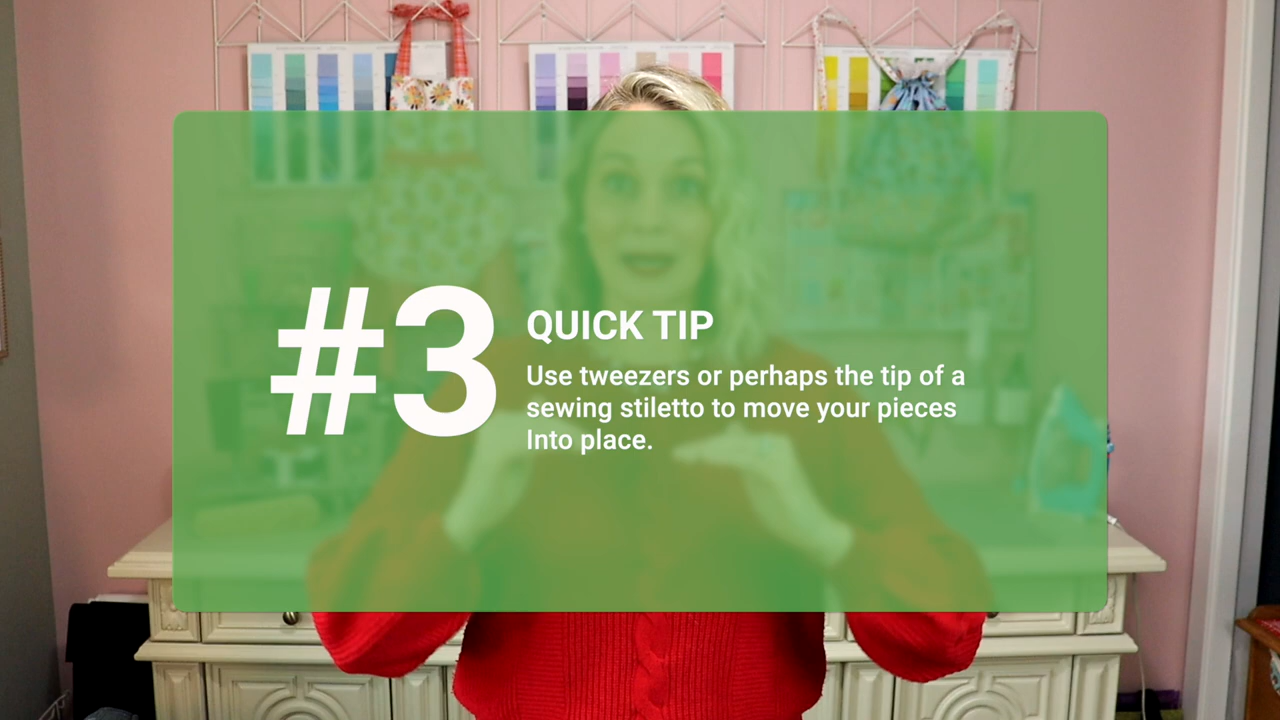 #3
QUICK TIP
Use tweezers or perhaps the tip of a
sewing stiletto to move your pieces
Into place.